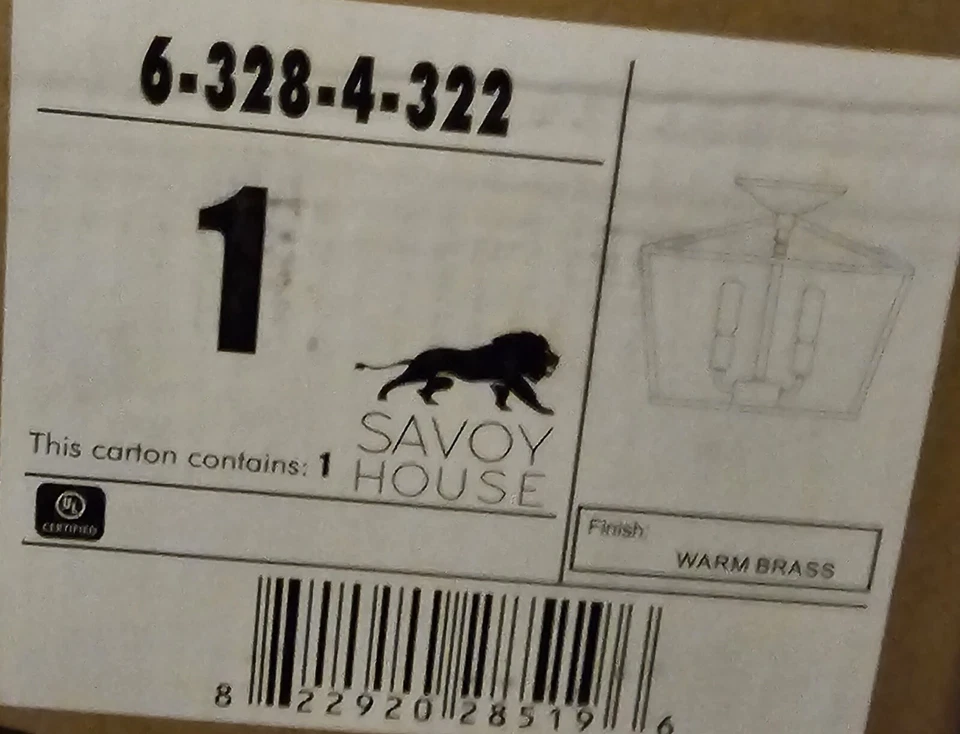 6-328-4-322
1
SAVOY
HOUSE
This carton contains: 1
UL
CERTIFIED
Finish:
WARM BRASS
8 22920 28519 6